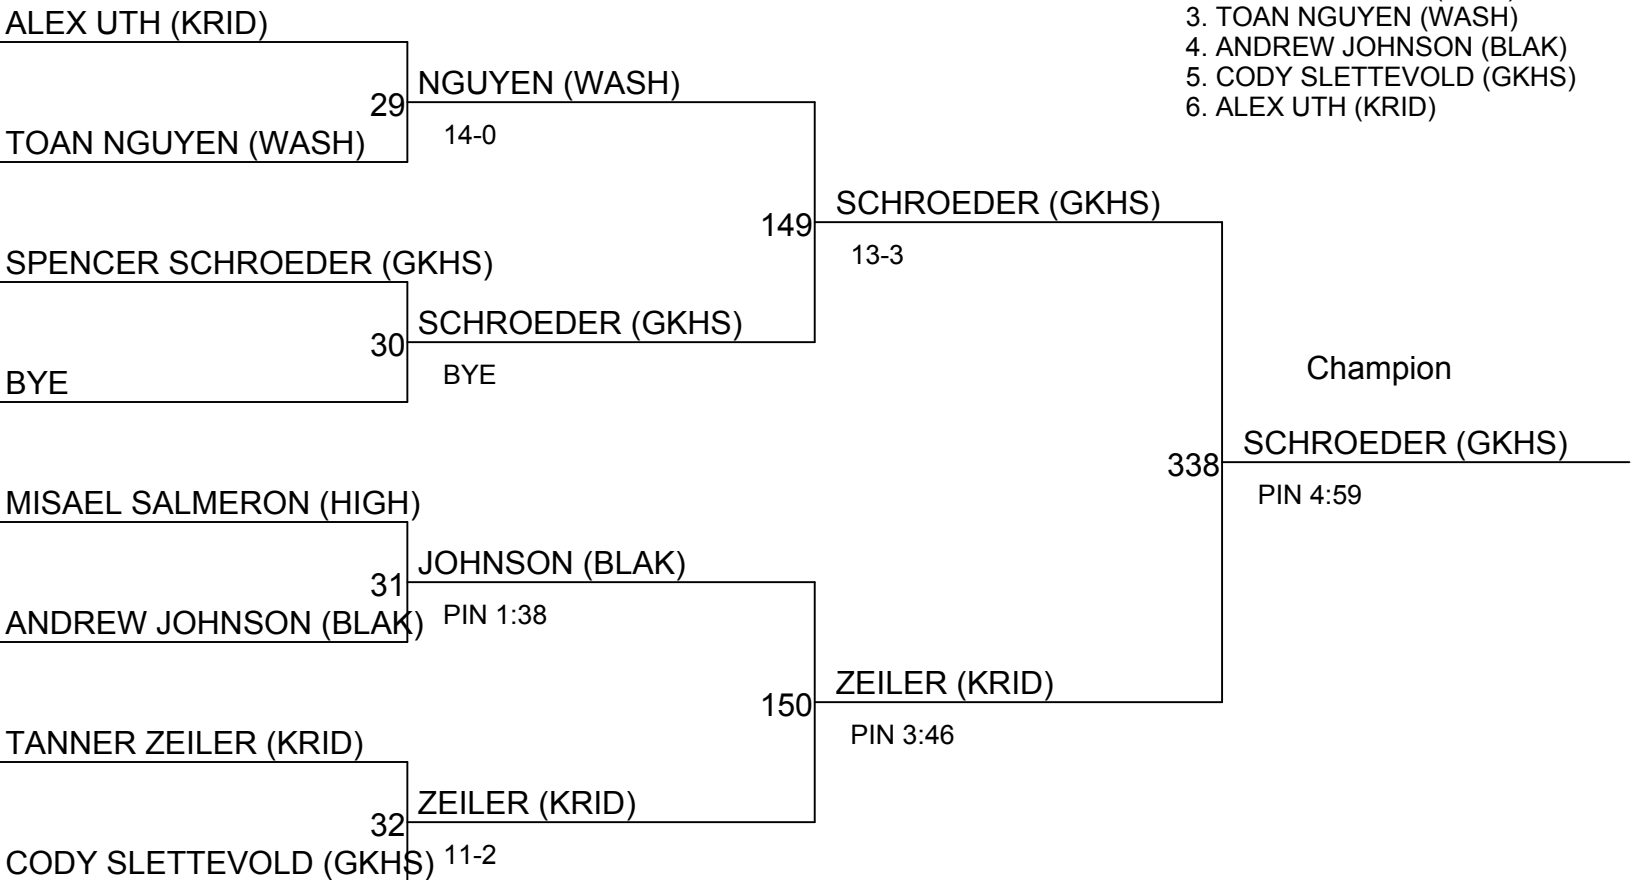 ALEX UTH (KRID)
3. TOAN NGUYEN (WASH)
4. ANDREW JOHNSON (BLAK)
5. CODY SLETTEVOLD (GKHS)
6. ALEX UTH (KRID)
29
NGUYEN (WASH)
14-0
TOAN NGUYEN (WASH)
149
SCHROEDER (GKHS)
13-3
SPENCER SCHROEDER (GKHS)
30
SCHROEDER (GKHS)
BYE
BYE
Champion
338
SCHROEDER (GKHS)
PIN 4:59
MISAEL SALMERON (HIGH)
31
JOHNSON (BLAK)
PIN 1:38
ANDREW JOHNSON (BLAK)
150
ZEILER (KRID)
PIN 3:46
TANNER ZEILER (KRID)
32
ZEILER (KRID)
11-2
CODY SLETTEVOLD (GKHS)